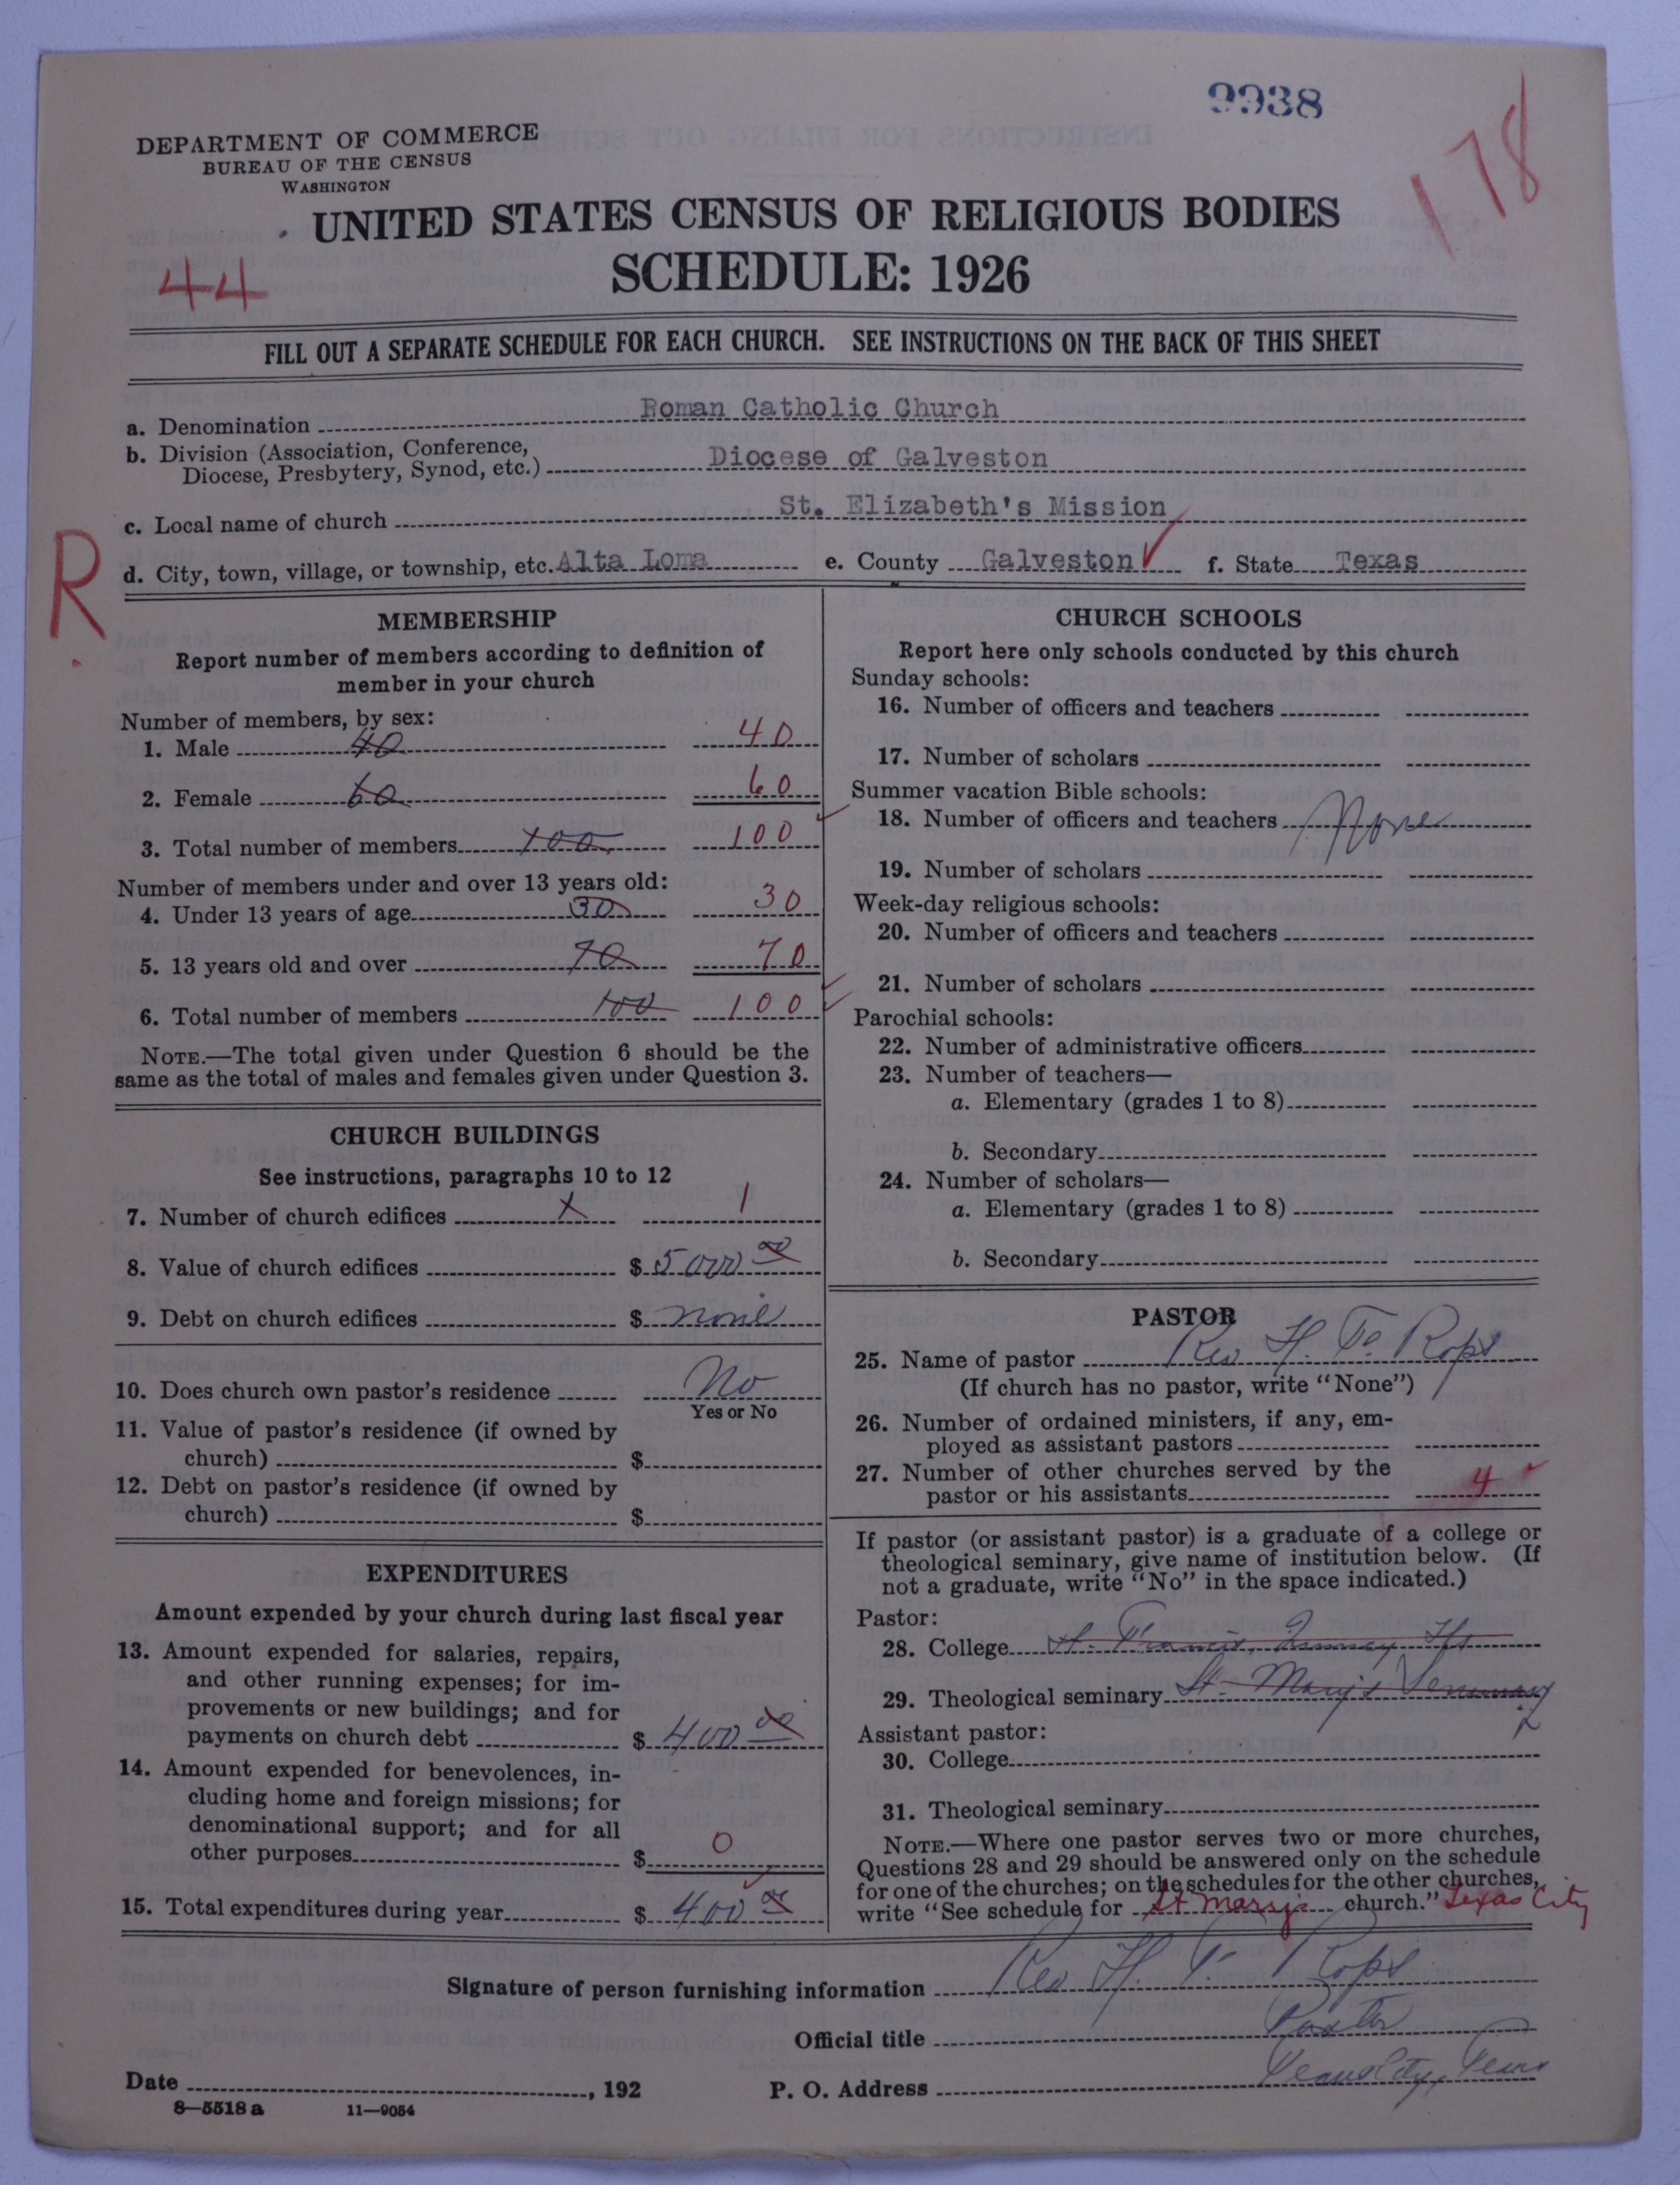 9938
178
DEPARTMENT OF COMMERCE
BUREAU OF THE CENSUS
WASHINGTON
UNITED STATES CENSUS OF RELIGIOUS BODIES
SCHEDULE: 1926
44
FILL OUT A SEPARATE SCHEDULE FOR EACH CHURCH. SEE INSTRUCTIONS ON THE BACK OF THIS SHEET
a. Denomination Roman Catholic Church
b. Division (Association, Conference,
Diocese, Presbytery, Synod, etc.) Diocese of Galveston
c. Local name of church St. Elizabeth's Mission
R
d. City, town, village, or township, etc. Alta Loma e. County Galveston f. State Texas
MEMBERSHIP
Report number of members according to definition of
member in your church
Number of members, by sex:
1. Male 40 40
2. Female 60 60
3. Total number of members 100 100
Number of members under and over 13 years old:
4. Under 13 years of age 30 30
5. 13 years old and over 70 70
6. Total number of members 100 100
NOTE.—The total given under Question 6 should be the
same as the total of males and females given under Question 3.
CHURCH BUILDINGS
See instructions, paragraphs 10 to 12
7. Number of church edifices 1
8. Value of church edifices $ 5000 00
9. Debt on church edifices $ none
10. Does church own pastor's residence No
Yes or No
11. Value of pastor's residence (if owned by
church) $
12. Debt on pastor's residence (if owned by
church) $
EXPENDITURES
Amount expended by your church during last fiscal year
13. Amount expended for salaries, repairs,
and other running expenses; for im-
provements or new buildings; and for
payments on church debt $ 400 00
14. Amount expended for benevolences, in-
cluding home and foreign missions; for
denominational support; and for all
other purposes $ 0
15. Total expenditures during year $ 400 00
CHURCH SCHOOLS
Report here only schools conducted by this church
Sunday schools:
16. Number of officers and teachers
17. Number of scholars
Summer vacation Bible schools:
18. Number of officers and teachers None
19. Number of scholars
Week-day religious schools:
20. Number of officers and teachers
21. Number of scholars
Parochial schools:
22. Number of administrative officers
23. Number of teachers—
a. Elementary (grades 1 to 8)
b. Secondary
24. Number of scholars—
a. Elementary (grades 1 to 8)
b. Secondary
PASTOR
25. Name of pastor Rev H. T. Rops
(If church has no pastor, write "None")
26. Number of ordained ministers, if any, em-
ployed as assistant pastors
27. Number of other churches served by the
pastor or his assistants 4
If pastor (or assistant pastor) is a graduate of a college or
theological seminary, give name of institution below. (If
not a graduate, write "No" in the space indicated.)
Pastor:
28. College St. Francis, Quincy Ills
29. Theological seminary St. Mary's Seminary
Assistant pastor:
30. College
31. Theological seminary
NOTE.—Where one pastor serves two or more churches,
Questions 28 and 29 should be answered only on the schedule
for one of the churches; on the schedules for the other churches,
write "See schedule for St Marys church." Texas City
Signature of person furnishing information Rev H. T. Rops
Official title Pastor
Date , 192 P. O. Address Texas City, Texas
8—5518 a 11—9054